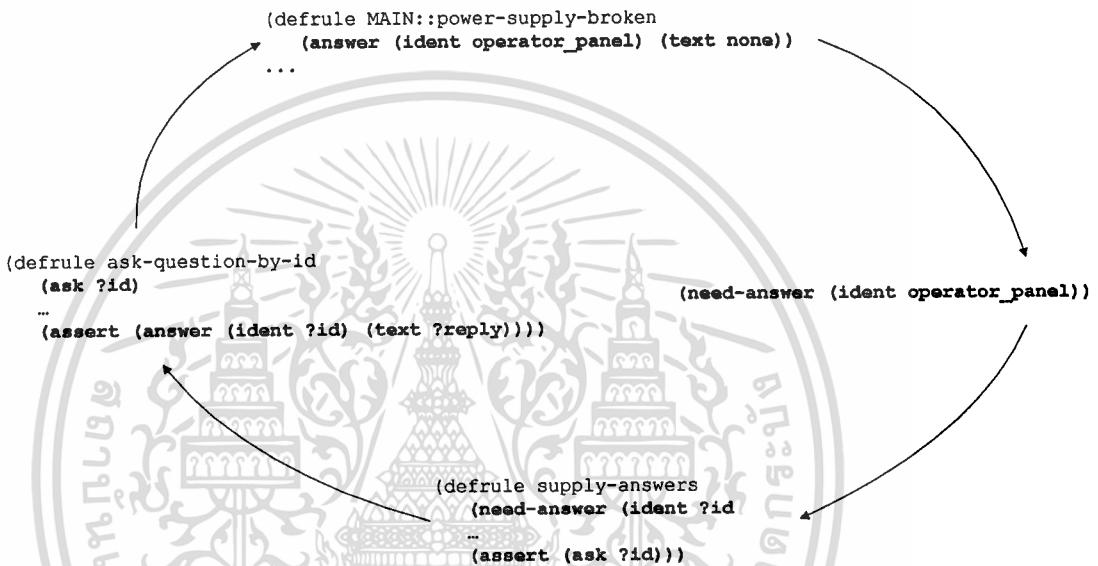 (defrule MAIN::power-supply-broken
(answer (ident operator_panel) (text none))
...
(defrule ask-question-by-id
(ask ?id)
…
(assert (answer (ident ?id) (text ?reply))))
(need-answer (ident operator_panel))
(defrule supply-answers
(need-answer (ident ?id
…
(assert (ask ?id)))